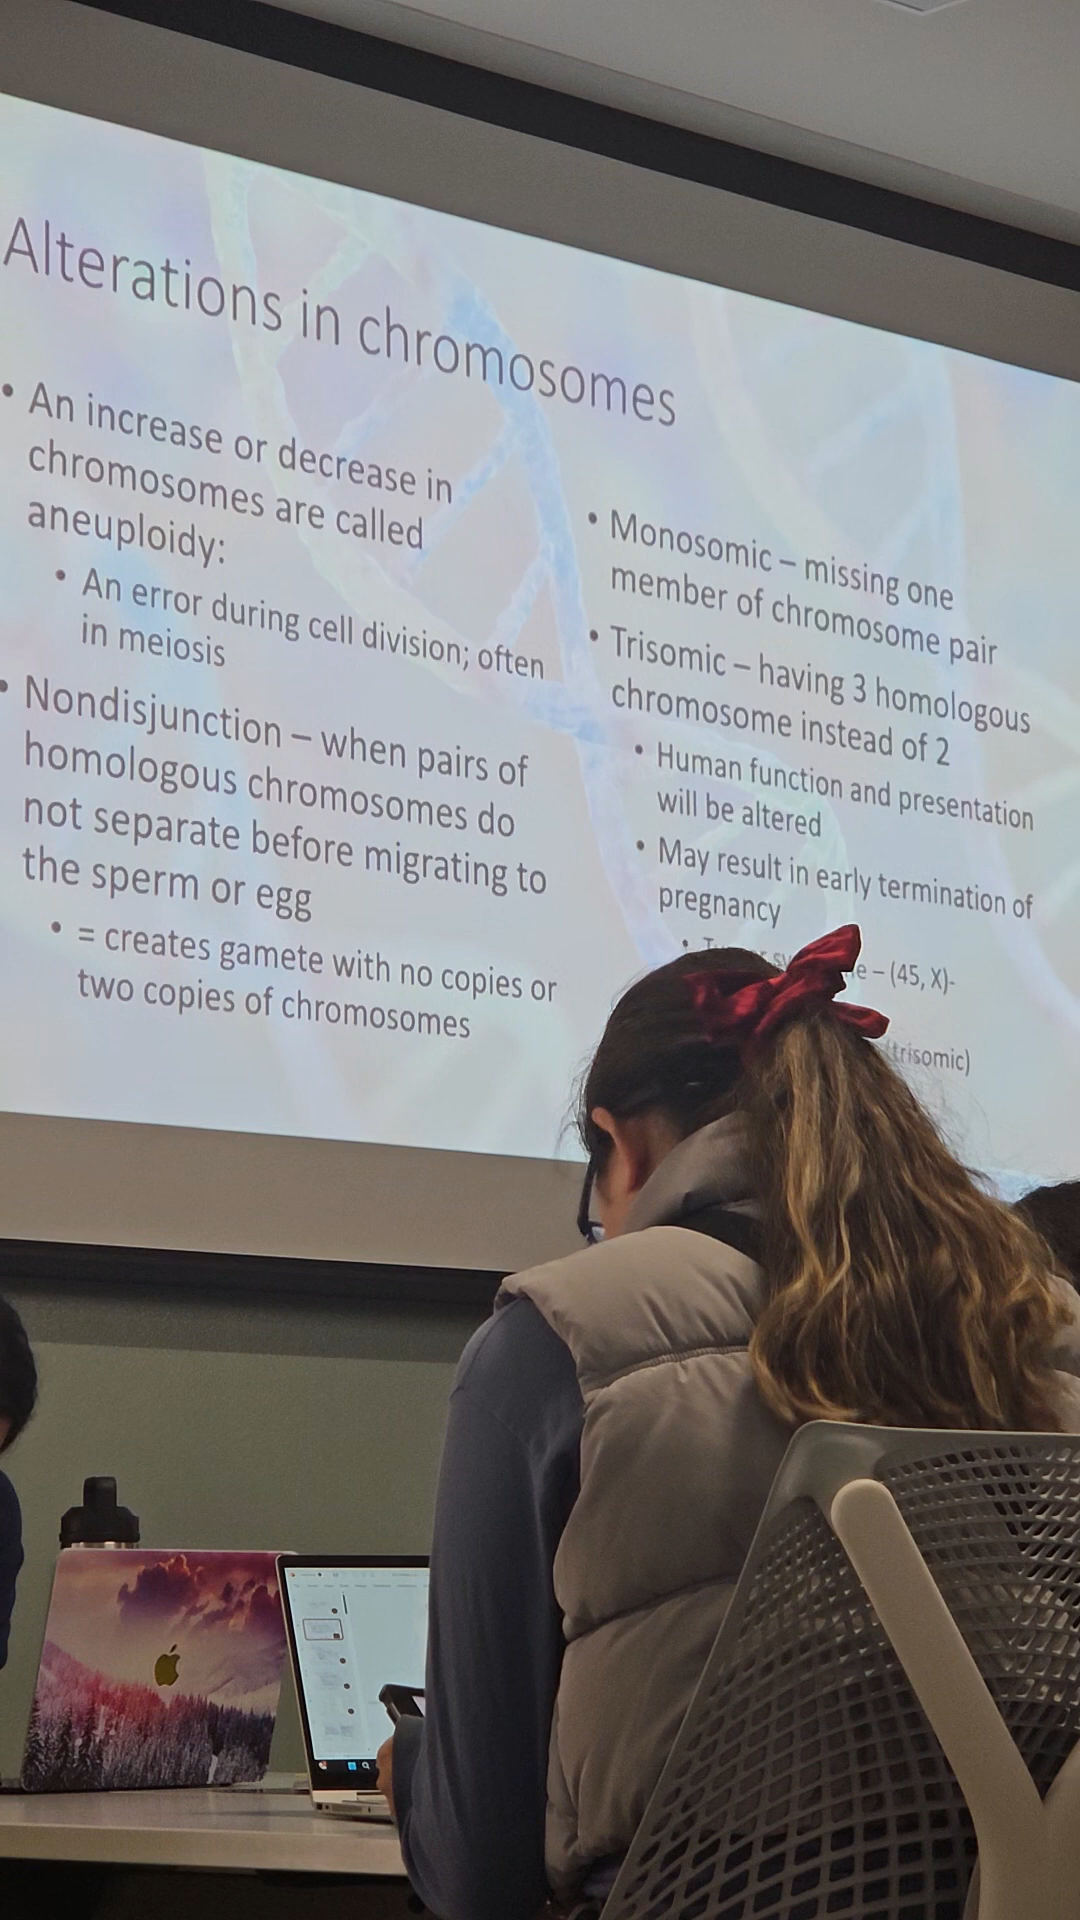 Alterations in chromosomes
• An increase or decrease in
chromosomes are called
aneuploidy:
• An error during cell division; often
in meiosis
• Nondisjunction – when pairs of
homologous chromosomes do
not separate before migrating to
the sperm or egg
• = creates gamete with no copies or
two copies of chromosomes
• Monosomic – missing one
member of chromosome pair
• Trisomic – having 3 homologous
chromosome instead of 2
• Human function and presentation
will be altered
• May result in early termination of
pregnancy
– (45, X)-
(trisomic)